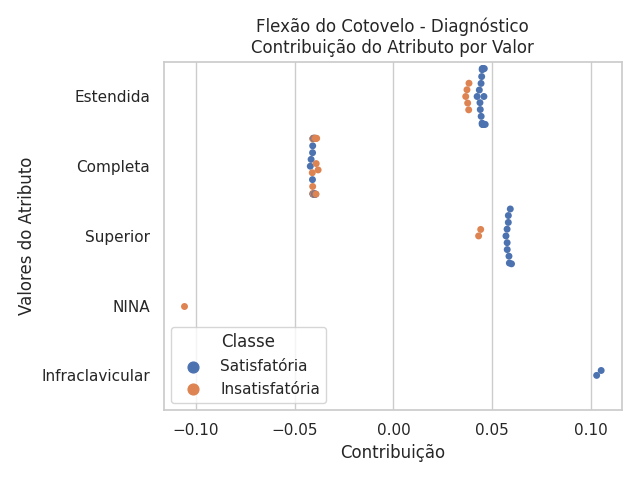 Flexão do Cotovelo - Diagnóstico
Contribuição do Atributo por Valor
Valores do Atributo
Estendida
Completa
Superior
NINA
Infraclavicular
Classe
Satisfatória
Insatisfatória
−0.10 −0.05 0.00 0.05 0.10
Contribuição